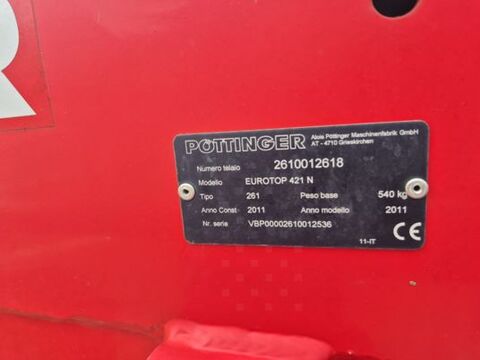 R
PÖTTINGER Alois Pöttinger Maschinenfabrik GmbH
AT - 4710 Grieskirchen
Numero telaio 2610012618
Modello EUROTOP 421 N
Tipo 261 Peso base 540 kg
Anno Const 2011 Anno modello 2011
Nr. serie VBP00002610012536
11-IT CE